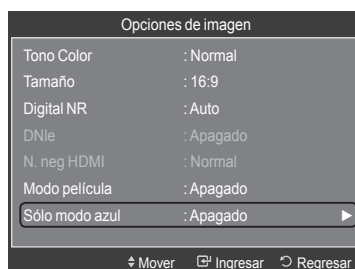 Opciones de imagen
Tono Color : Normal
Tamaño : 16:9
Digital NR : Auto
DNIe : Apagado
N. neg HDMI : Normal
Modo película : Apagado
Sólo modo azul : Apagado
Mover Ingresar Regresar